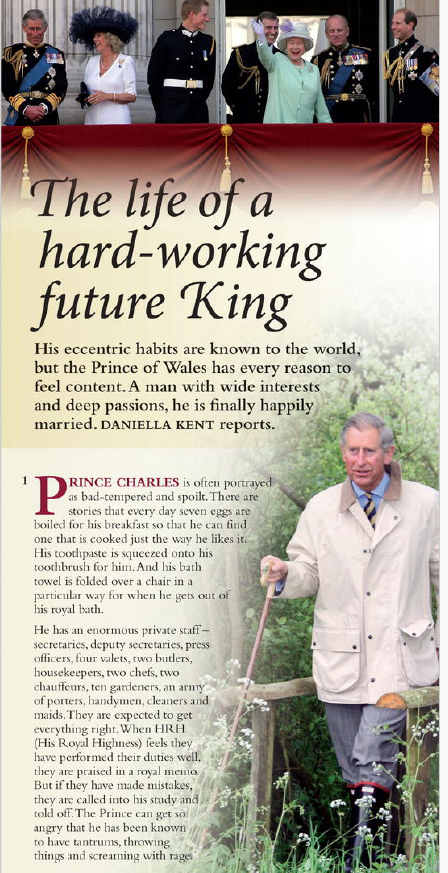 The life of a
hard-working
future King
His eccentric habits are known to the world,
but the Prince of Wales has every reason to
feel content. A man with wide interests
and deep passions, he is finally happily
married. DANIELLA KENT reports.
1
PRINCE CHARLES is often portrayed
as bad-tempered and spoilt. There are
stories that every day seven eggs are
boiled for his breakfast so that he can find
one that is cooked just the way he likes it.
His toothpaste is squeezed onto his
toothbrush for him. And his bath
towel is folded over a chair in a
particular way for when he gets out of
his royal bath.
He has an enormous private staff –
secretaries, deputy secretaries, press
officers, four valets, two butlers,
housekeepers, two chefs, two
chauffeurs, ten gardeners, an army
of porters, handymen, cleaners and
maids. They are expected to get
everything right. When HRH
(His Royal Highness) feels they
have performed their duties well,
they are praised in a royal memo.
But if they have made mistakes,
they are called into his study and
told off. The Prince can get so
angry that he has been known
to have tantrums, throwing
things and screaming with rage.